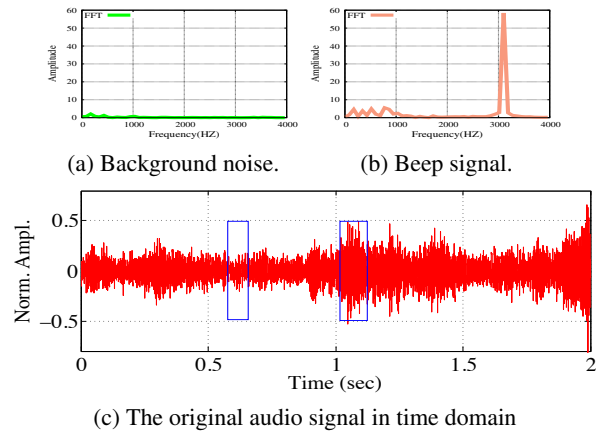 60
50
40
30
20
10
0
Amplitude
FFT
0 1000 2000 3000 4000
Frequency(HZ)
(a) Background noise.
60
50
40
30
20
10
0
Amplitude
FFT
0 1000 2000 3000 4000
Frequency(HZ)
(b) Beep signal.
0.5
0
−0.5
Norm. Ampl.
0 0.5 1 1.5 2
Time (sec)
(c) The original audio signal in time domain